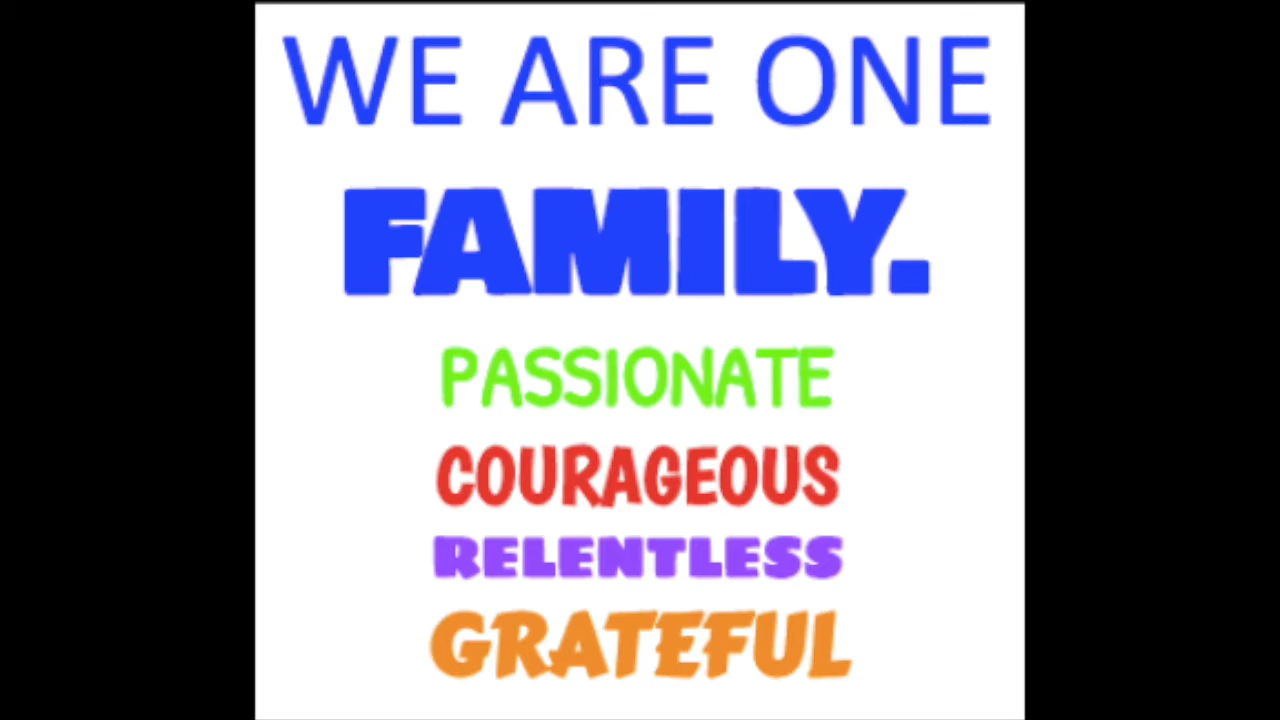 WE ARE ONE
FAMILY.
PASSIONATE
COURAGEOUS
RELENTLESS
GRATEFUL